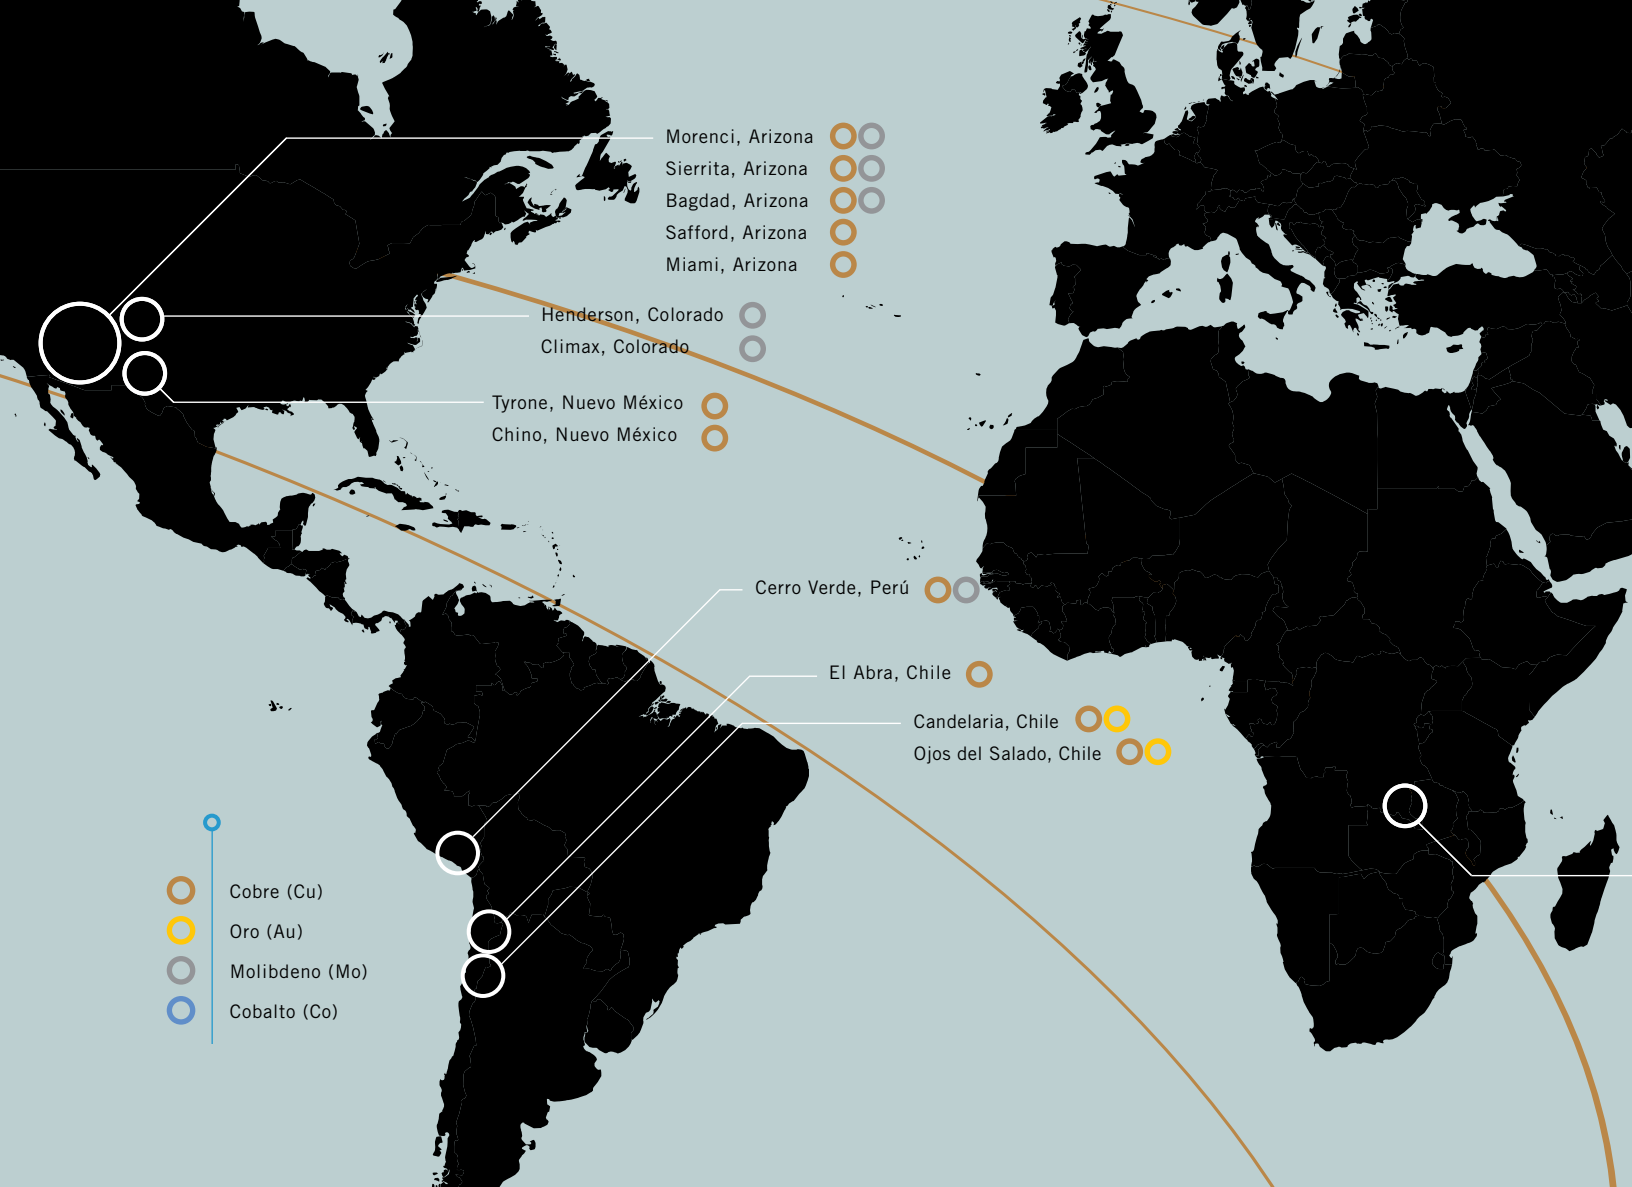 Morenci, Arizona
Sierrita, Arizona
Bagdad, Arizona
Safford, Arizona
Miami, Arizona
Henderson, Colorado
Climax, Colorado
Tyrone, Nuevo México
Chino, Nuevo México
Cerro Verde, Perú
El Abra, Chile
Candelaria, Chile
Ojos del Salado, Chile
Cobre (Cu)
Oro (Au)
Molibdeno (Mo)
Cobalto (Co)